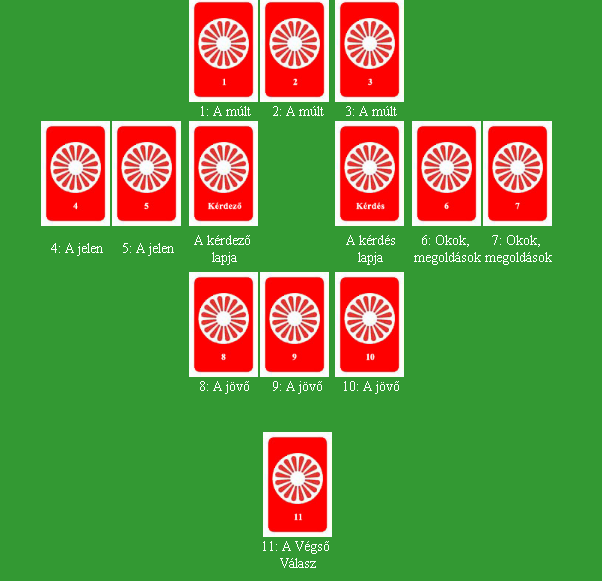 1
2
3
1: A múlt
2: A múlt
3: A múlt
4
5
Kérdező
Kérdés
6
7
4: A jelen
5: A jelen
A kérdező
lapja
A kérdés
lapja
6: Okok,
megoldások
7: Okok,
megoldások
8
9
10
8: A jövő
9: A jövő
10: A jövő
11
11: A Végső
Válasz